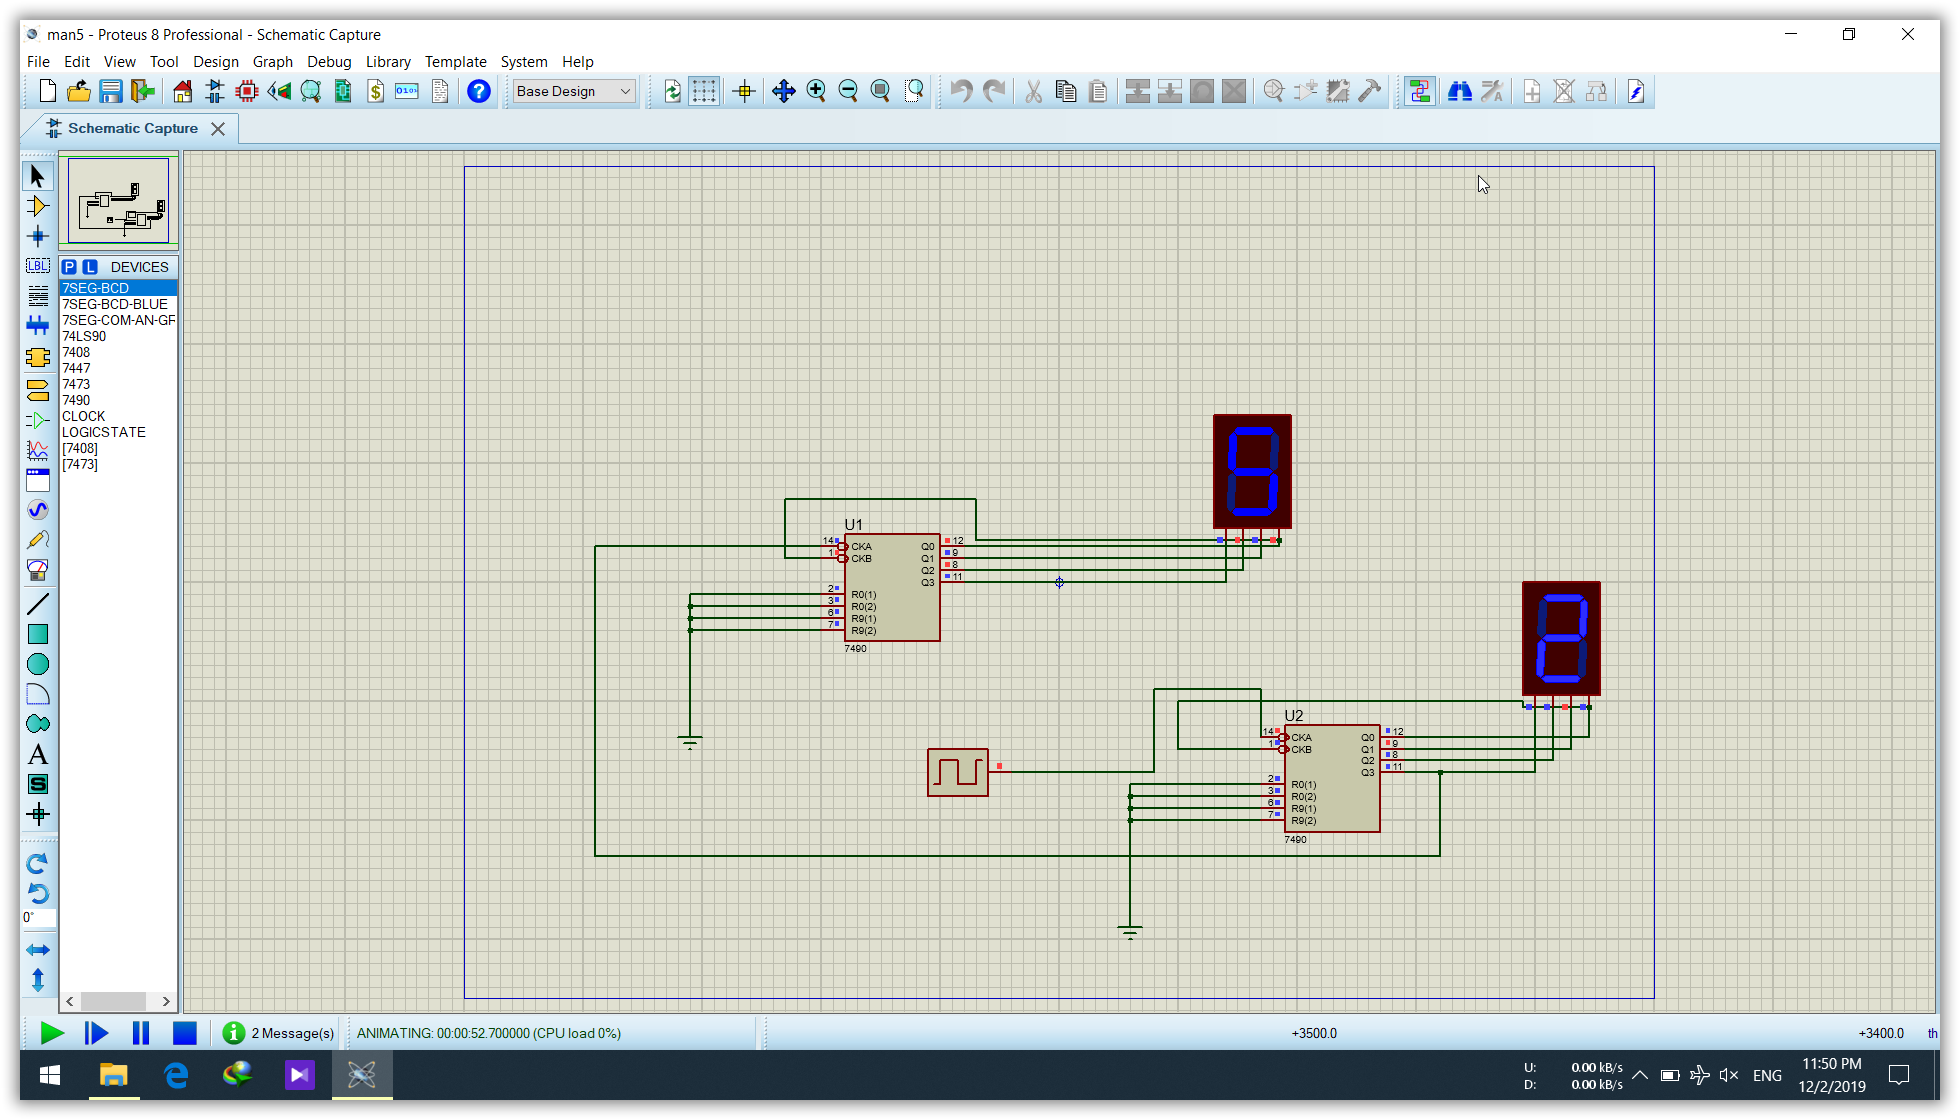 man5 - Proteus 8 Professional - Schematic Capture
File Edit View Tool Design Graph Debug Library Template System Help
$ 0101 ? Base Design
Schematic Capture
LBL P L DEVICES
7SEG-BCD
7SEG-BCD-BLUE
7SEG-COM-AN-GF
74LS90
7408
7447
7473
7490
CLOCK
LOGICSTATE
[7408]
[7473]
A
S
0°
5
U1
14 CKA Q0 12
1 CKB Q1 9
Q2 8
Q3 11
2 R0(1)
3 R0(2)
6 R9(1)
7 R9(2)
7490
2
U2
14 CKA Q0 12
1 CKB Q1 9
Q2 8
Q3 11
2 R0(1)
3 R0(2)
6 R9(1)
7 R9(2)
7490
2 Message(s) ANIMATING: 00:00:52.700000 (CPU load 0%) +3500.0 +3400.0 th
U: 0.00 kB/s
D: 0.00 kB/s
ENG
11:50 PM
12/2/2019